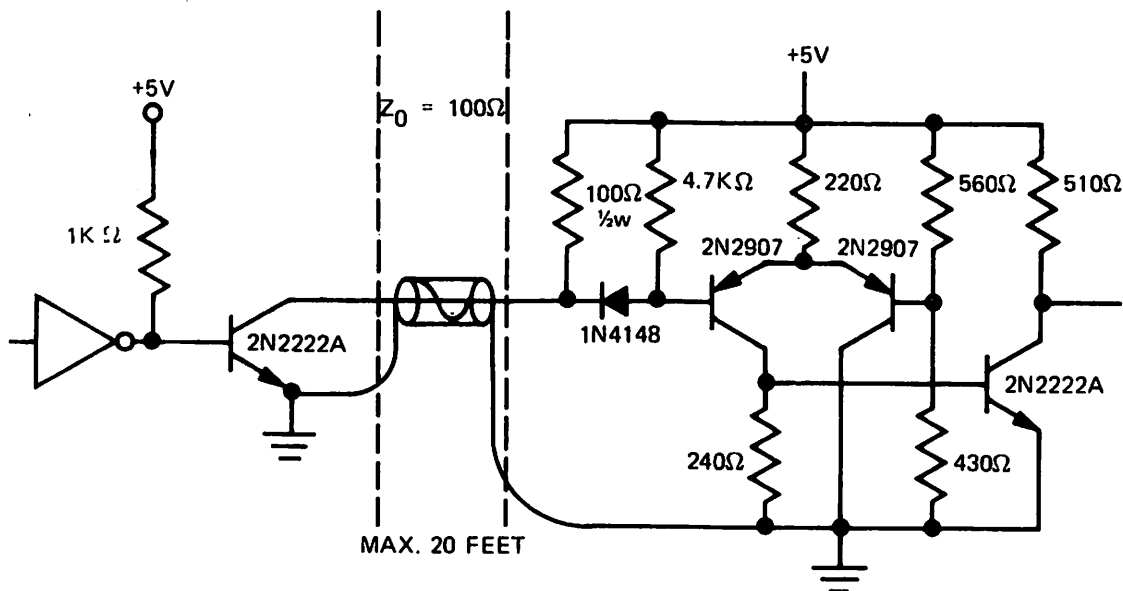 +5V
+5V
Z0 = 100Ω
1K Ω
100Ω
½w
4.7KΩ
220Ω
560Ω
510Ω
2N2907
2N2907
2N2222A
1N4148
2N2222A
240Ω
430Ω
MAX. 20 FEET